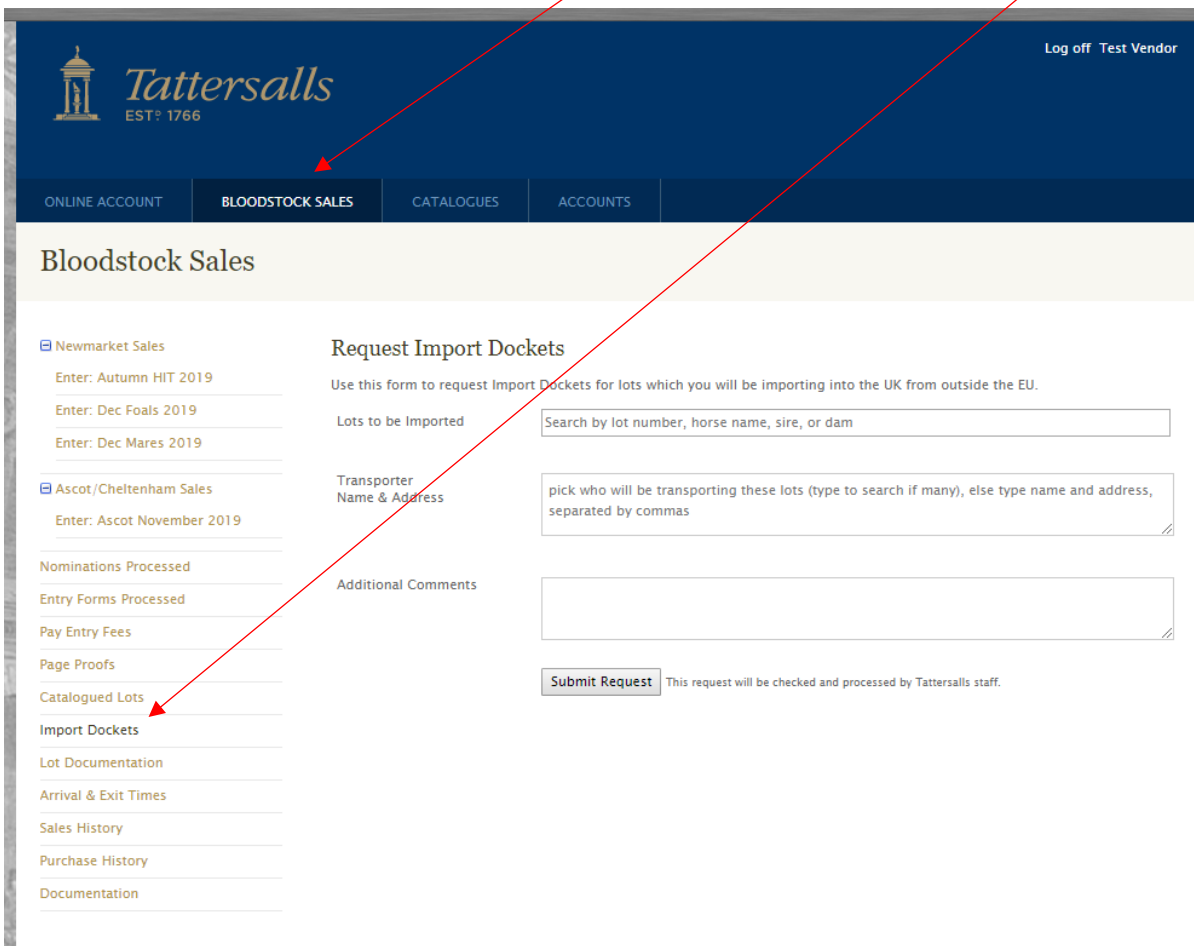 Log off Test Vendor
Tattersalls
ESTº 1766
ONLINE ACCOUNT
BLOODSTOCK SALES
CATALOGUES
ACCOUNTS
Bloodstock Sales
Newmarket Sales
Enter: Autumn HIT 2019
Enter: Dec Foals 2019
Enter: Dec Mares 2019
Ascot/Cheltenham Sales
Enter: Ascot November 2019
Nominations Processed
Entry Forms Processed
Pay Entry Fees
Page Proofs
Catalogued Lots
Import Dockets
Lot Documentation
Arrival & Exit Times
Sales History
Purchase History
Documentation
Request Import Dockets
Use this form to request Import Dockets for lots which you will be importing into the UK from outside the EU.
Lots to be Imported
Search by lot number, horse name, sire, or dam
Transporter
Name & Address
pick who will be transporting these lots (type to search if many), else type name and address,
separated by commas
Additional Comments
Submit Request
This request will be checked and processed by Tattersalls staff.